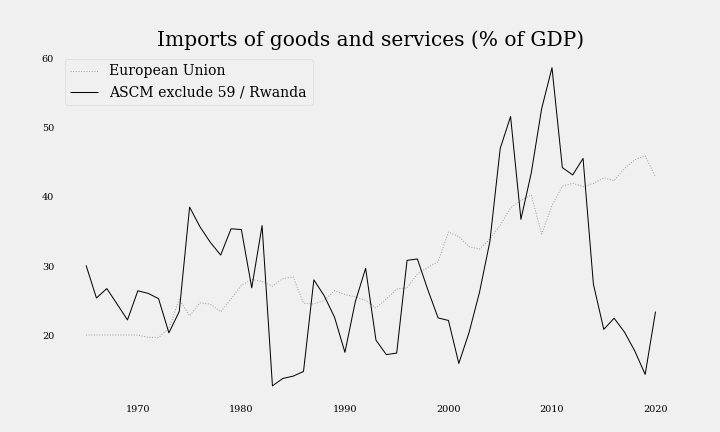 Imports of goods and services (% of GDP)
European Union
ASCM exclude 59 / Rwanda
60
50
40
30
20
1970 1980 1990 2000 2010 2020